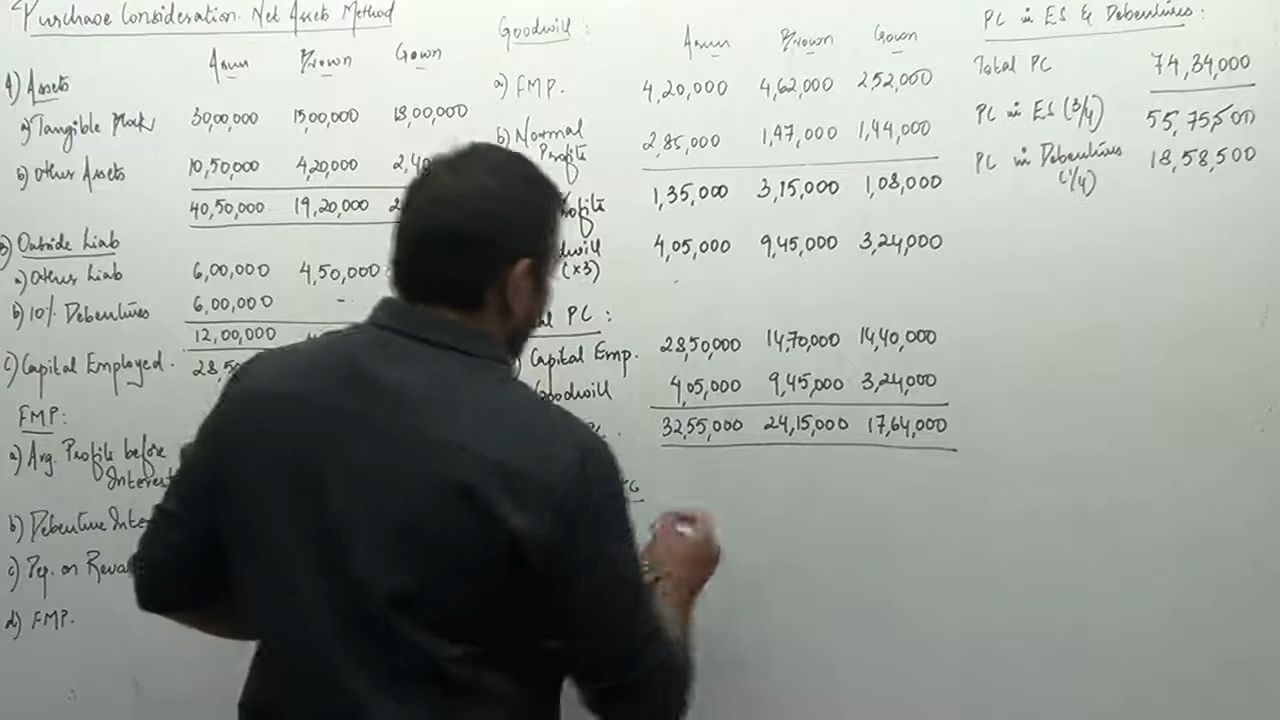 Purchase Consideration. Net Assets Method
Arun Brown Gown
A) Assets
a) Tangible 30,00,000 15,00,000 18,00,000
b) Other Assets 10,50,000 4,20,000 2,40
40,50,000 19,20,000 2
B) Outside Liab
a) Other Liab 6,00,000 4,50,000
b) 10% Debentures 6,00,000 -
12,00,000
C) Capital Employed. 28,5
FMP:
a) Avg. Profits before
Interest
b) Debenture Inte
c) Dep. on Reva
d) FMP.
Goodwill :
Arun Brown Gown
a) FMP. 4,20,000 4,62,000 2,52,000
b) Normal
Profits 2,85,000 1,47,000 1,44,000
ofits 1,35,000 3,15,000 1,08,000
dwill
(x3) 4,05,000 9,45,000 3,24,000
al PC :
) Capital Emp. 28,50,000 14,70,000 14,40,000
Goodwill 4,05,000 9,45,000 3,24,000
32,55,000 24,15,000 17,64,000
PC in ES & Debentures :
Total PC 74,34,000
PC in ES (3/4) 55,75,500
PC in Debentures
(1/4) 18,58,500